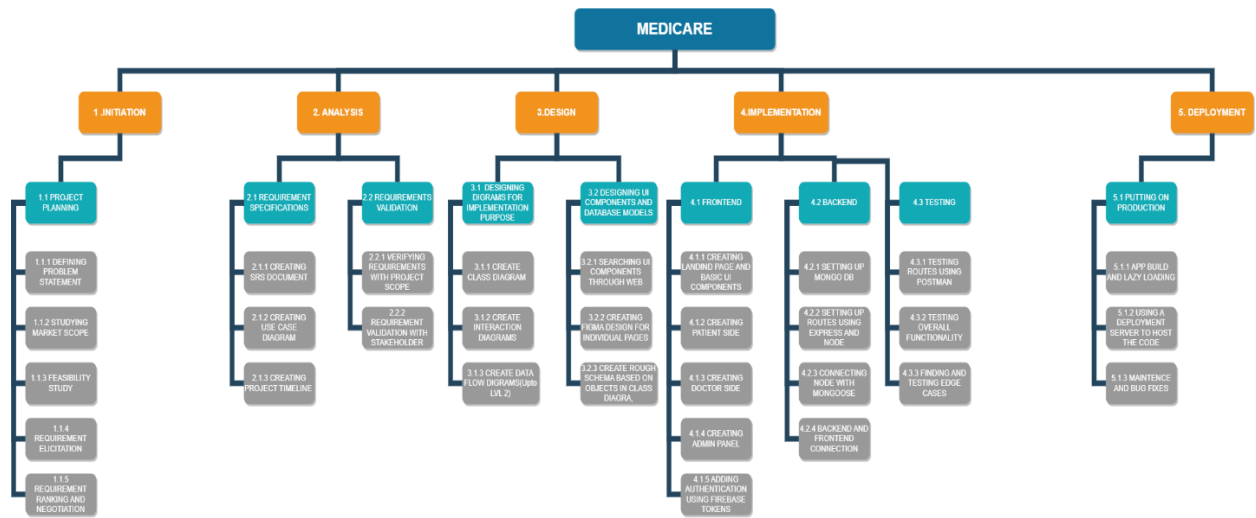 MEDICARE
1 .INITIATION
2. ANALYSIS
3.DESIGN
4.IMPLEMENTATION
5. DEPLOYMENT
1.1 PROJECT
PLANNING
2.1 REQUIREMENT
SPECIFICATIONS
2.2 REQUIREMENTS
VALIDATION
3.1 DESIGNING
DIGRAMS FOR
IMPLEMENTATION
PURPOSE
3.2 DESIGNING UI
COMPONENTS AND
DATABASE MODELS
4.1 FRONTEND
4.2 BACKEND
4.3 TESTING
5.1 PUTTING ON
PRODUCTION
1.1.1 DEFINING
PROBLEM
STATEMENT
1.1.2 STUDYING
MARKET SCOPE
1.1.3 FEASIBILITY
STUDY
1.1.4
REQUIREMENT
ELICITATION
1.1.5
REQUIREMENT
RANKING AND
NEGOTIATION
2.1.1 CREATING
SRS DOCUMENT
2.1.2 CREATING
USE CASE
DIAGRAM
2.1.3 CREATING
PROJECT TIMELINE
2.2.1 VERIFYING
REQUIREMENTS
WITH PROJECT
SCOPE
2.2.2
REQUIREMENT
VALIDATION WITH
STAKEHOLDER
3.1.1 CREATE
CLASS DIAGRAM
3.1.2 CREATE
INTERACTION
DIAGRAMS
3.1.3 CREATE DATA
FLOW DIGRAMS(Upto
LVL 2)
3.2.1 SEARCHING UI
COMPONENTS
THROUGH WEB
3.2.2 CREATING
FIGMA DESIGN FOR
INDIVIDUAL PAGES
3.2.3 CREATE ROUGH
SCHEMA BASED ON
OBJECTS IN CLASS
DIAGRA,
4.1.1 CREATING
LANDIND PAGE AND
BASIC UI
COMPONENTS
4.1.2 CREATING
PATIENT SIDE
4.1.3 CREATING
DOCTOR SIDE
4.1.4 CREATING
ADMIN PANEL
4.1.5 ADDING
AUTHENTICATION
USING FIREBASE
TOKENS
4.2.1 SETTING UP
MONGO DB
4.2.2 SETTING UP
ROUTES USING
EXPRESS AND
NODE
4.2.3 CONNECTING
NODE WITH
MONGOOSE
4.2.4 BACKEND AND
FRONTEND
CONNECTION
4.3.1 TESTING
ROUTES USING
POSTMAN
4.3.2 TESTING
OVERALL
FUNCTIONALITY
4.3.3 FINDING AND
TESTING EDGE
CASES
5.1.1 APP BUILD
AND LAZY LOADING
5.1.2 USING A
DEPLOYMENT
SERVER TO HOST
THE CODE
5.1.3 MAINTENCE
AND BUG FIXES